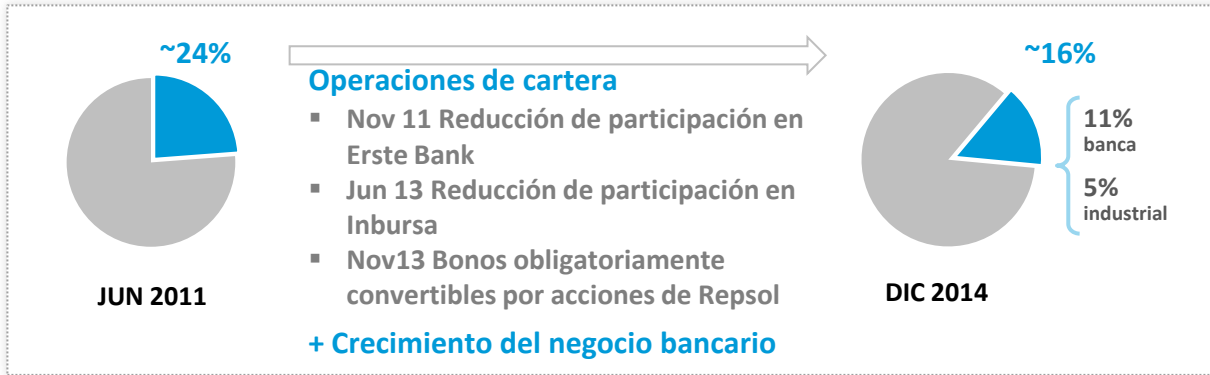 ~24%
JUN 2011
Operaciones de cartera
▪ Nov 11 Reducción de participación en
Erste Bank
▪ Jun 13 Reducción de participación en
Inbursa
▪ Nov13 Bonos obligatoriamente
convertibles por acciones de Repsol
+ Crecimiento del negocio bancario
~16%
11%
banca
5%
industrial
DIC 2014